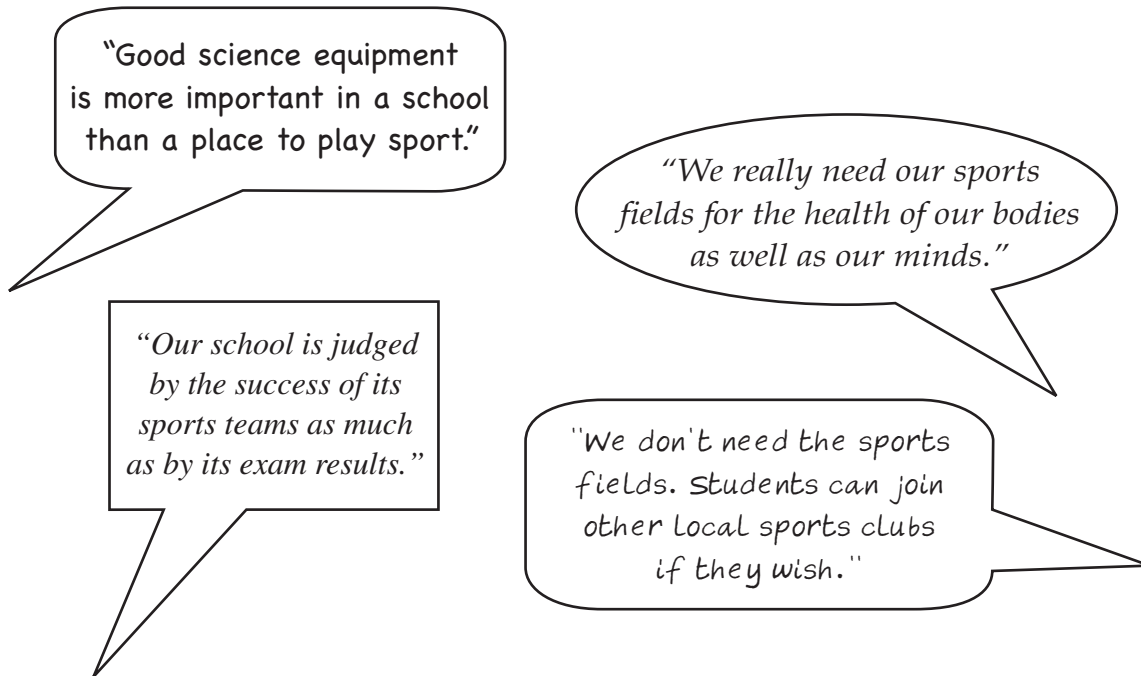 “Good science equipment
is more important in a school
than a place to play sport.”
“We really need our sports
fields for the health of our bodies
as well as our minds.”
“Our school is judged
by the success of its
sports teams as much
as by its exam results.”
"We don't need the sports
fields. Students can join
other local sports clubs
if they wish."